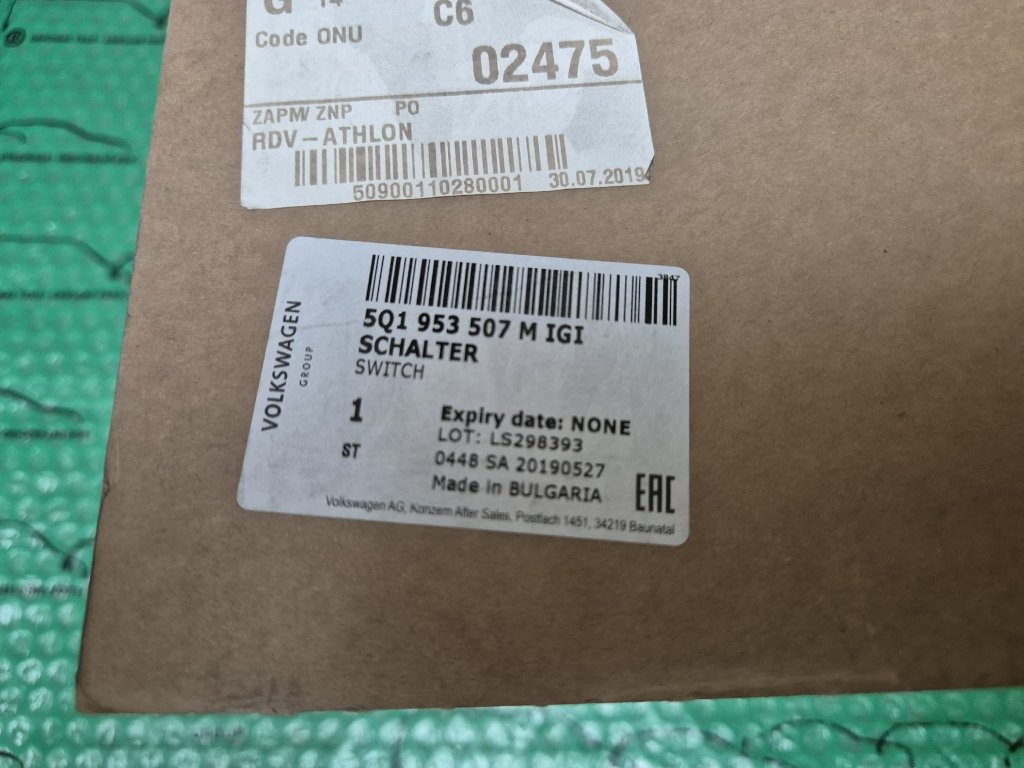 G 14 C6
Code ONU
02475
ZAPM/ ZNP PO
RDV-ATHLON
50900110280001 30.07.2019
VOLKSWAGEN
GROUP
3847
5Q1 953 507 M IGI
SCHALTER
SWITCH
1
ST
Expiry date: NONE
LOT: LS298393
0448 SA 20190527
Made in BULGARIA
EAC
Volkswagen AG, Konzern After Sales, Postfach 1451, 34219 Baunatal